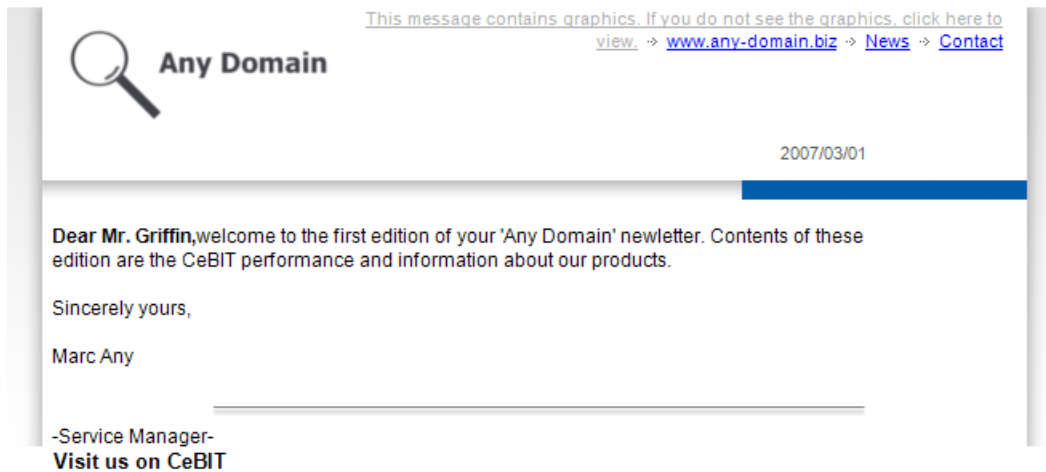 This message contains graphics. If you do not see the graphics, click here to
view. ·> www.any-domain.biz ·> News ·> Contact
Any Domain
2007/03/01
Dear Mr. Griffin,welcome to the first edition of your 'Any Domain' newletter. Contents of these
edition are the CeBIT performance and information about our products.
Sincerely yours,
Marc Any
-Service Manager-
Visit us on CeBIT